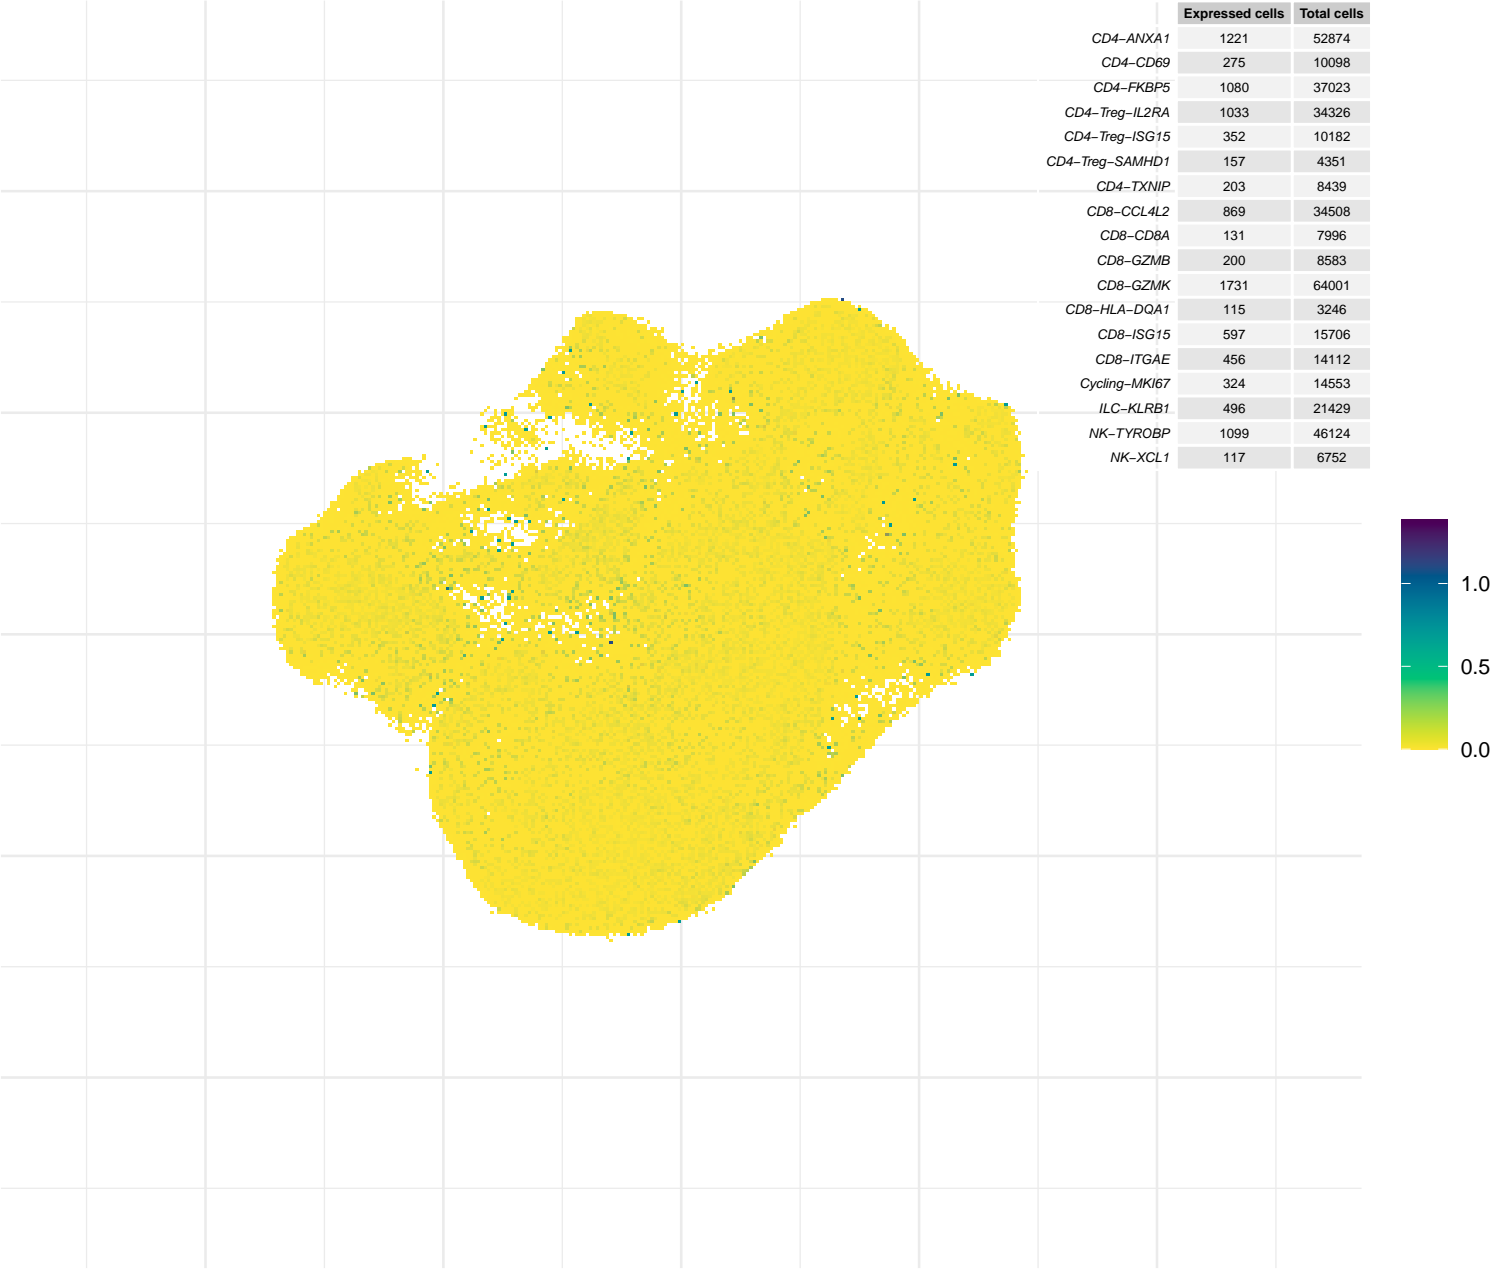 Expressed cells Total cells
CD4−ANXA1 1221 52874
CD4−CD69 275 10098
CD4−FKBP5 1080 37023
CD4−Treg−IL2RA 1033 34326
CD4−Treg−ISG15 352 10182
CD4−Treg−SAMHD1 157 4351
CD4−TXNIP 203 8439
CD8−CCL4L2 869 34508
CD8−CD8A 131 7996
CD8−GZMB 200 8583
CD8−GZMK 1731 64001
CD8−HLA−DQA1 115 3246
CD8−ISG15 597 15706
CD8−ITGAE 456 14112
Cycling−MKI67 324 14553
ILC−KLRB1 496 21429
NK−TYROBP 1099 46124
NK−XCL1 117 6752
1.0
0.5
0.0